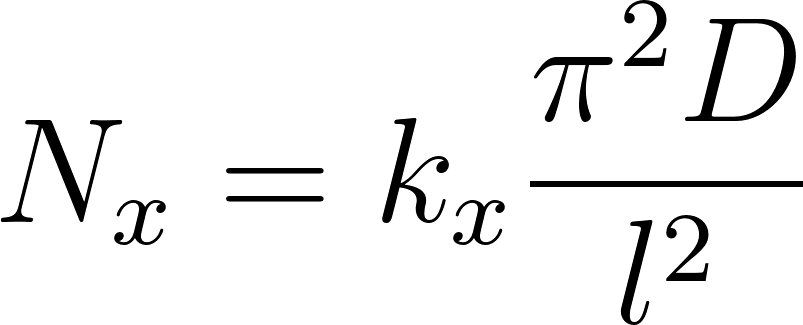 $N_x = k_x \frac{\pi^2 D}{l^2}$